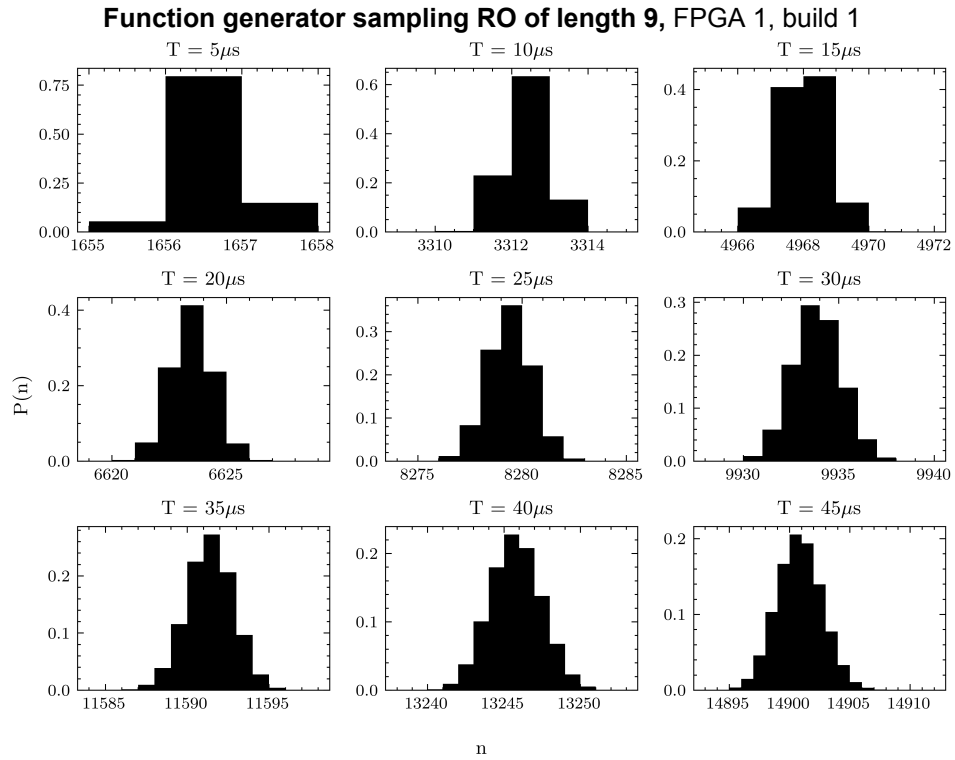 Function generator sampling RO of length 9, FPGA 1, build 1
T = 5μs
T = 10μs
T = 15μs
0.75
0.50
0.25
0.00
1655 1656 1657 1658
0.6
0.4
0.2
0.0
3310 3312 3314
0.4
0.2
0.0
4966 4968 4970 4972
T = 20μs
T = 25μs
T = 30μs
P(n)
0.4
0.2
0.0
6620 6625
0.3
0.2
0.1
0.0
8275 8280 8285
0.3
0.2
0.1
0.0
9930 9935 9940
T = 35μs
T = 40μs
T = 45μs
0.2
0.1
0.0
11585 11590 11595
0.2
0.1
0.0
13240 13245 13250
0.2
0.1
0.0
14895 14900 14905 14910
n